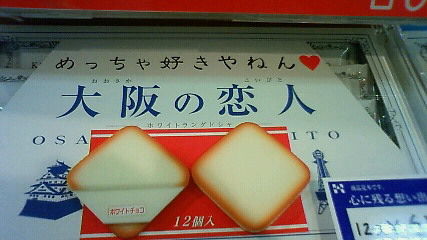 めっちゃ好きやねん♥
おおさか こいびと
大阪の恋人
ホワイトラングドシャ
OSA ITO
ホワイトチョコ
12個入
心に残る想い出